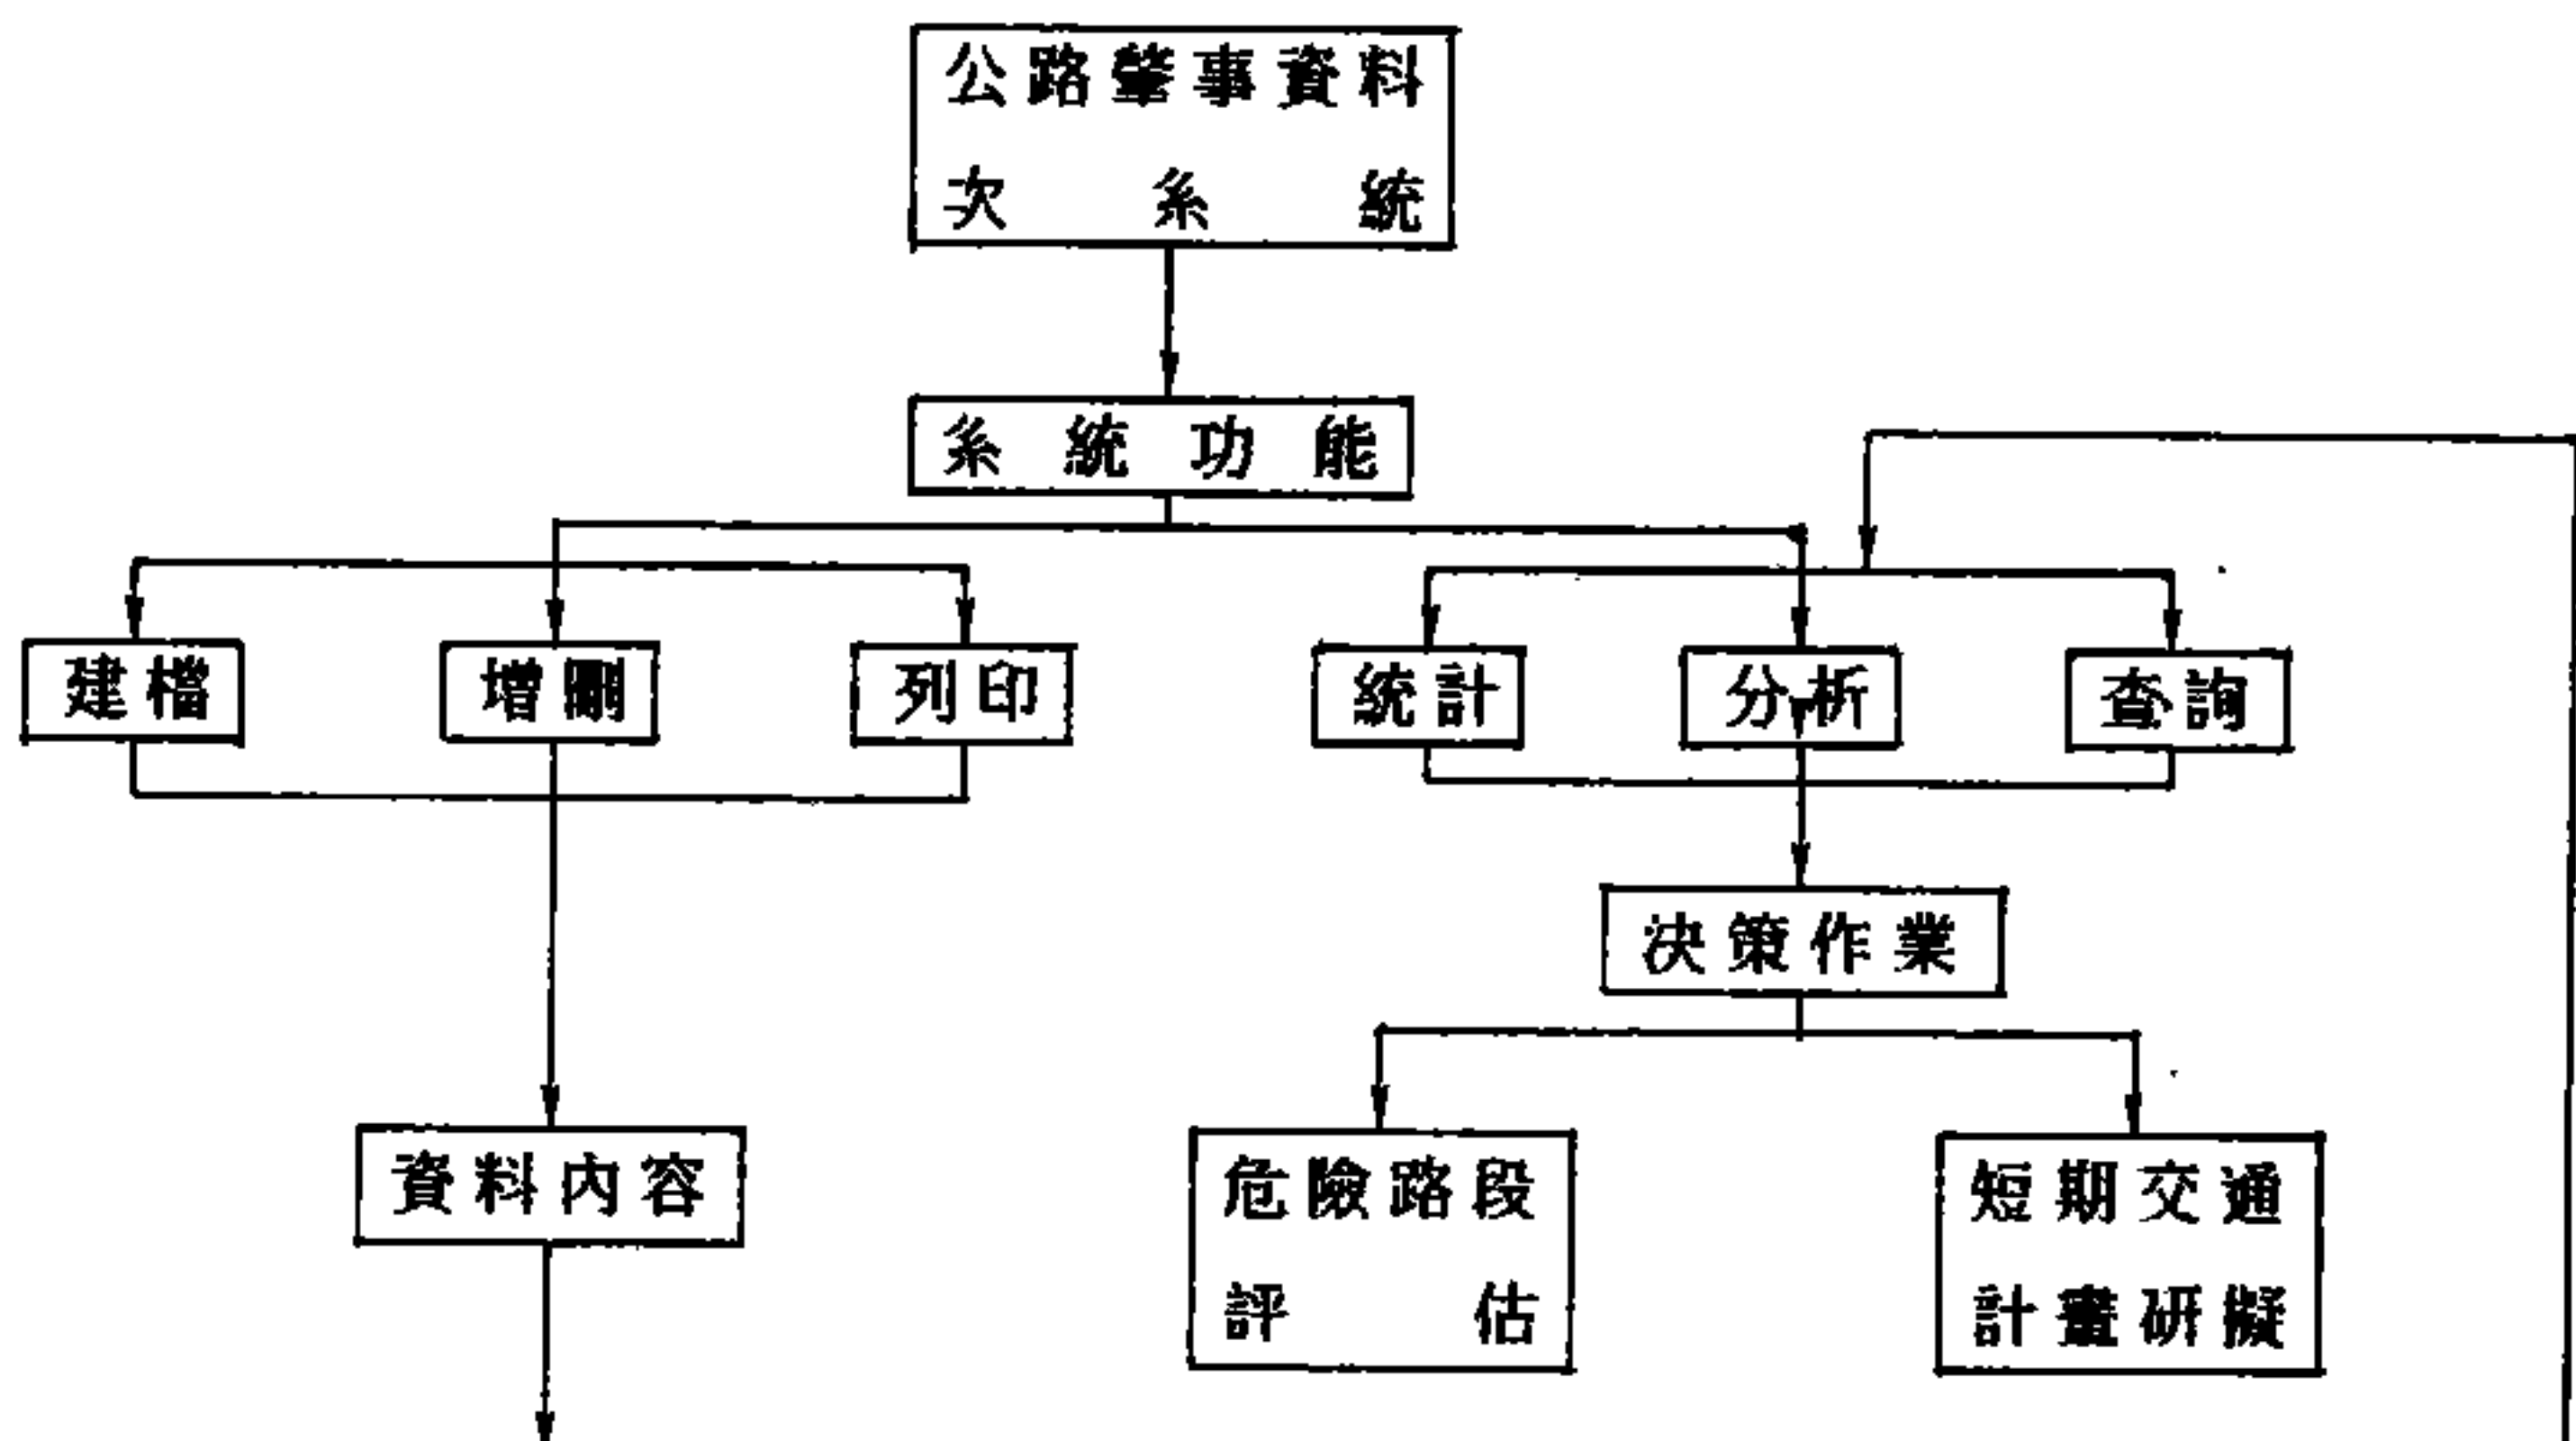 公路肇事資料
次系統
系統功能
建檔
增刪
列印
統計
分析
查詢
決策作業
資料內容
危險路段
評估
短期交通
計畫研擬